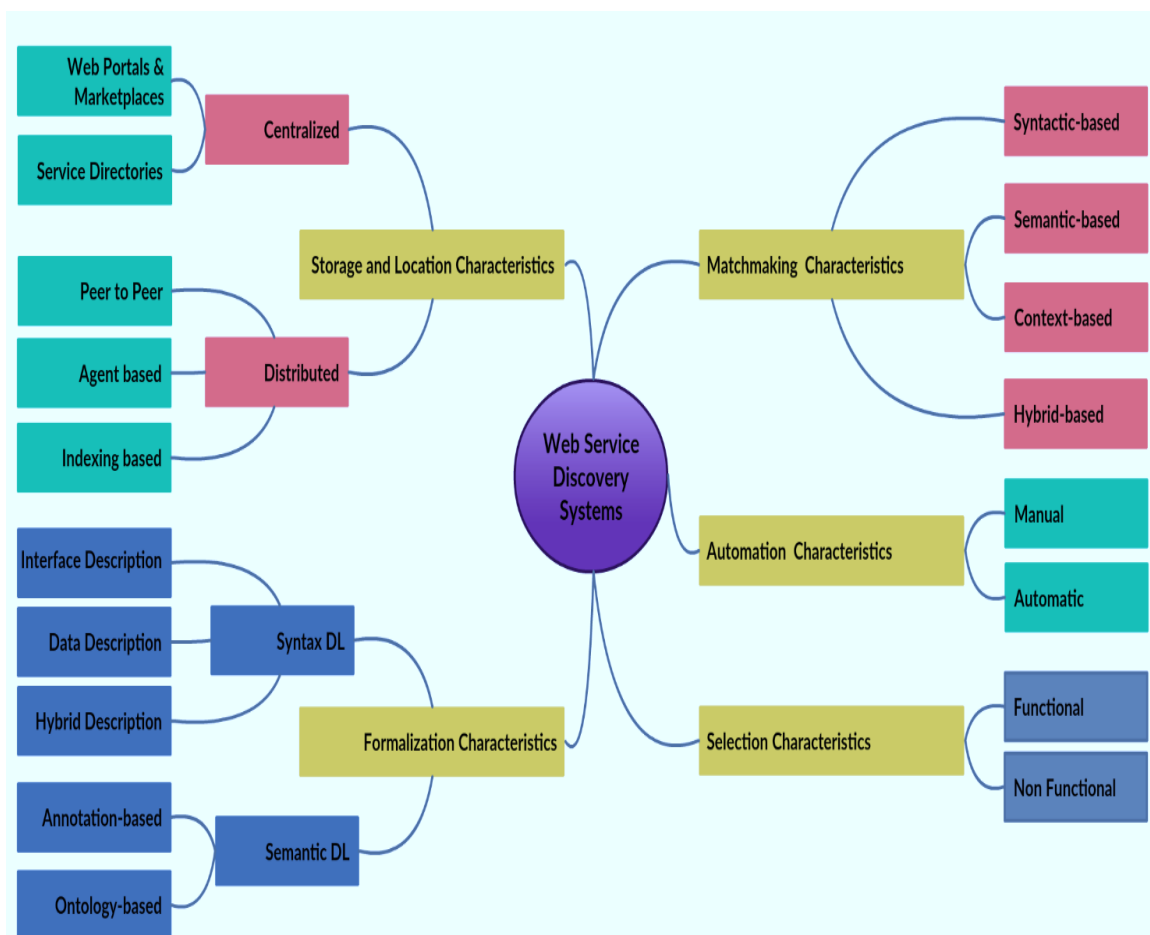 Web Portals &
Marketplaces
Service Directories
Centralized
Storage and Location Characteristics
Peer to Peer
Agent based
Indexing based
Distributed
Interface Description
Data Description
Hybrid Description
Syntax DL
Formalization Characteristics
Annotation-based
Ontology-based
Semantic DL
Web Service
Discovery
Systems
Matchmaking Characteristics
Syntactic-based
Semantic-based
Context-based
Hybrid-based
Automation Characteristics
Manual
Automatic
Selection Characteristics
Functional
Non Functional